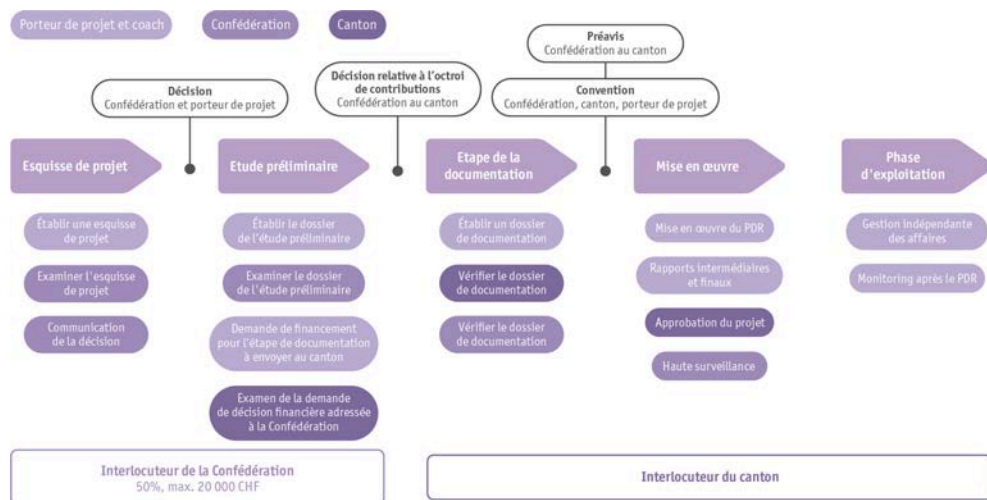 Porteur de projet et coach
Confédération
Canton
Préavis
Confédération au canton
Décision
Confédération et porteur de projet
Décision relative à l'octroi
de contributions
Confédération au canton
Convention
Confédération, canton, porteur de projet
Esquisse de projet
Etude préliminaire
Etape de la
documentation
Mise en œuvre
Phase
d'exploitation
Établir une esquisse
de projet
Examiner l'esquisse
de projet
Communication
de la décision
Établir le dossier
de l'étude préliminaire
Examiner le dossier
de l'étude préliminaire
Demande de financement
pour l'étape de documentation
à envoyer au canton
Examen de la demande
de décision financière adressée
à la Confédération
Établir un dossier
de documentation
Vérifier le dossier
de documentation
Vérifier le dossier
de documentation
Mise en œuvre du PDR
Rapports intermédiaires
et finaux
Approbation du projet
Haute surveillance
Gestion indépendante
des affaires
Monitoring après le PDR
Interlocuteur de la Confédération
50%, max. 20 000 CHF
Interlocuteur du canton